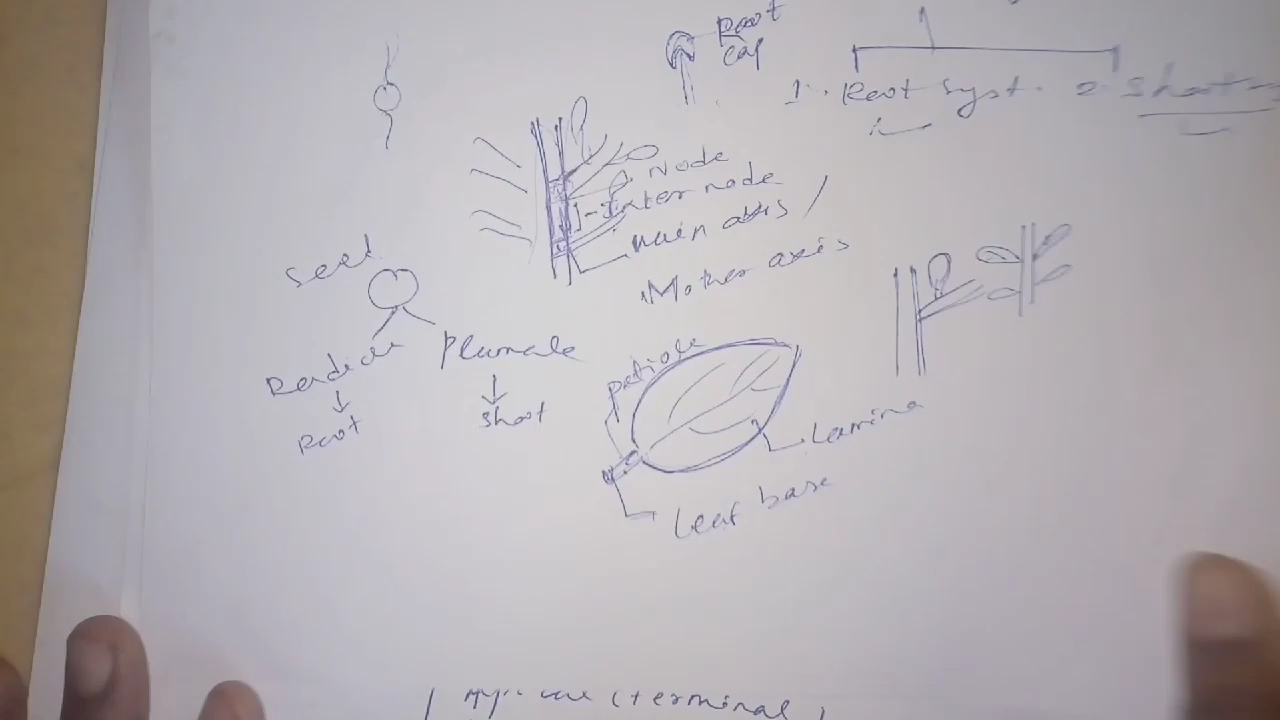 Root
cap
1. Root syst. 2. Shoot
Node
Inter node
main axis /
Mother axis
seed
Radicle
Plumule
petiole
Root
Shoot
Lamina
Leaf base
(terminal